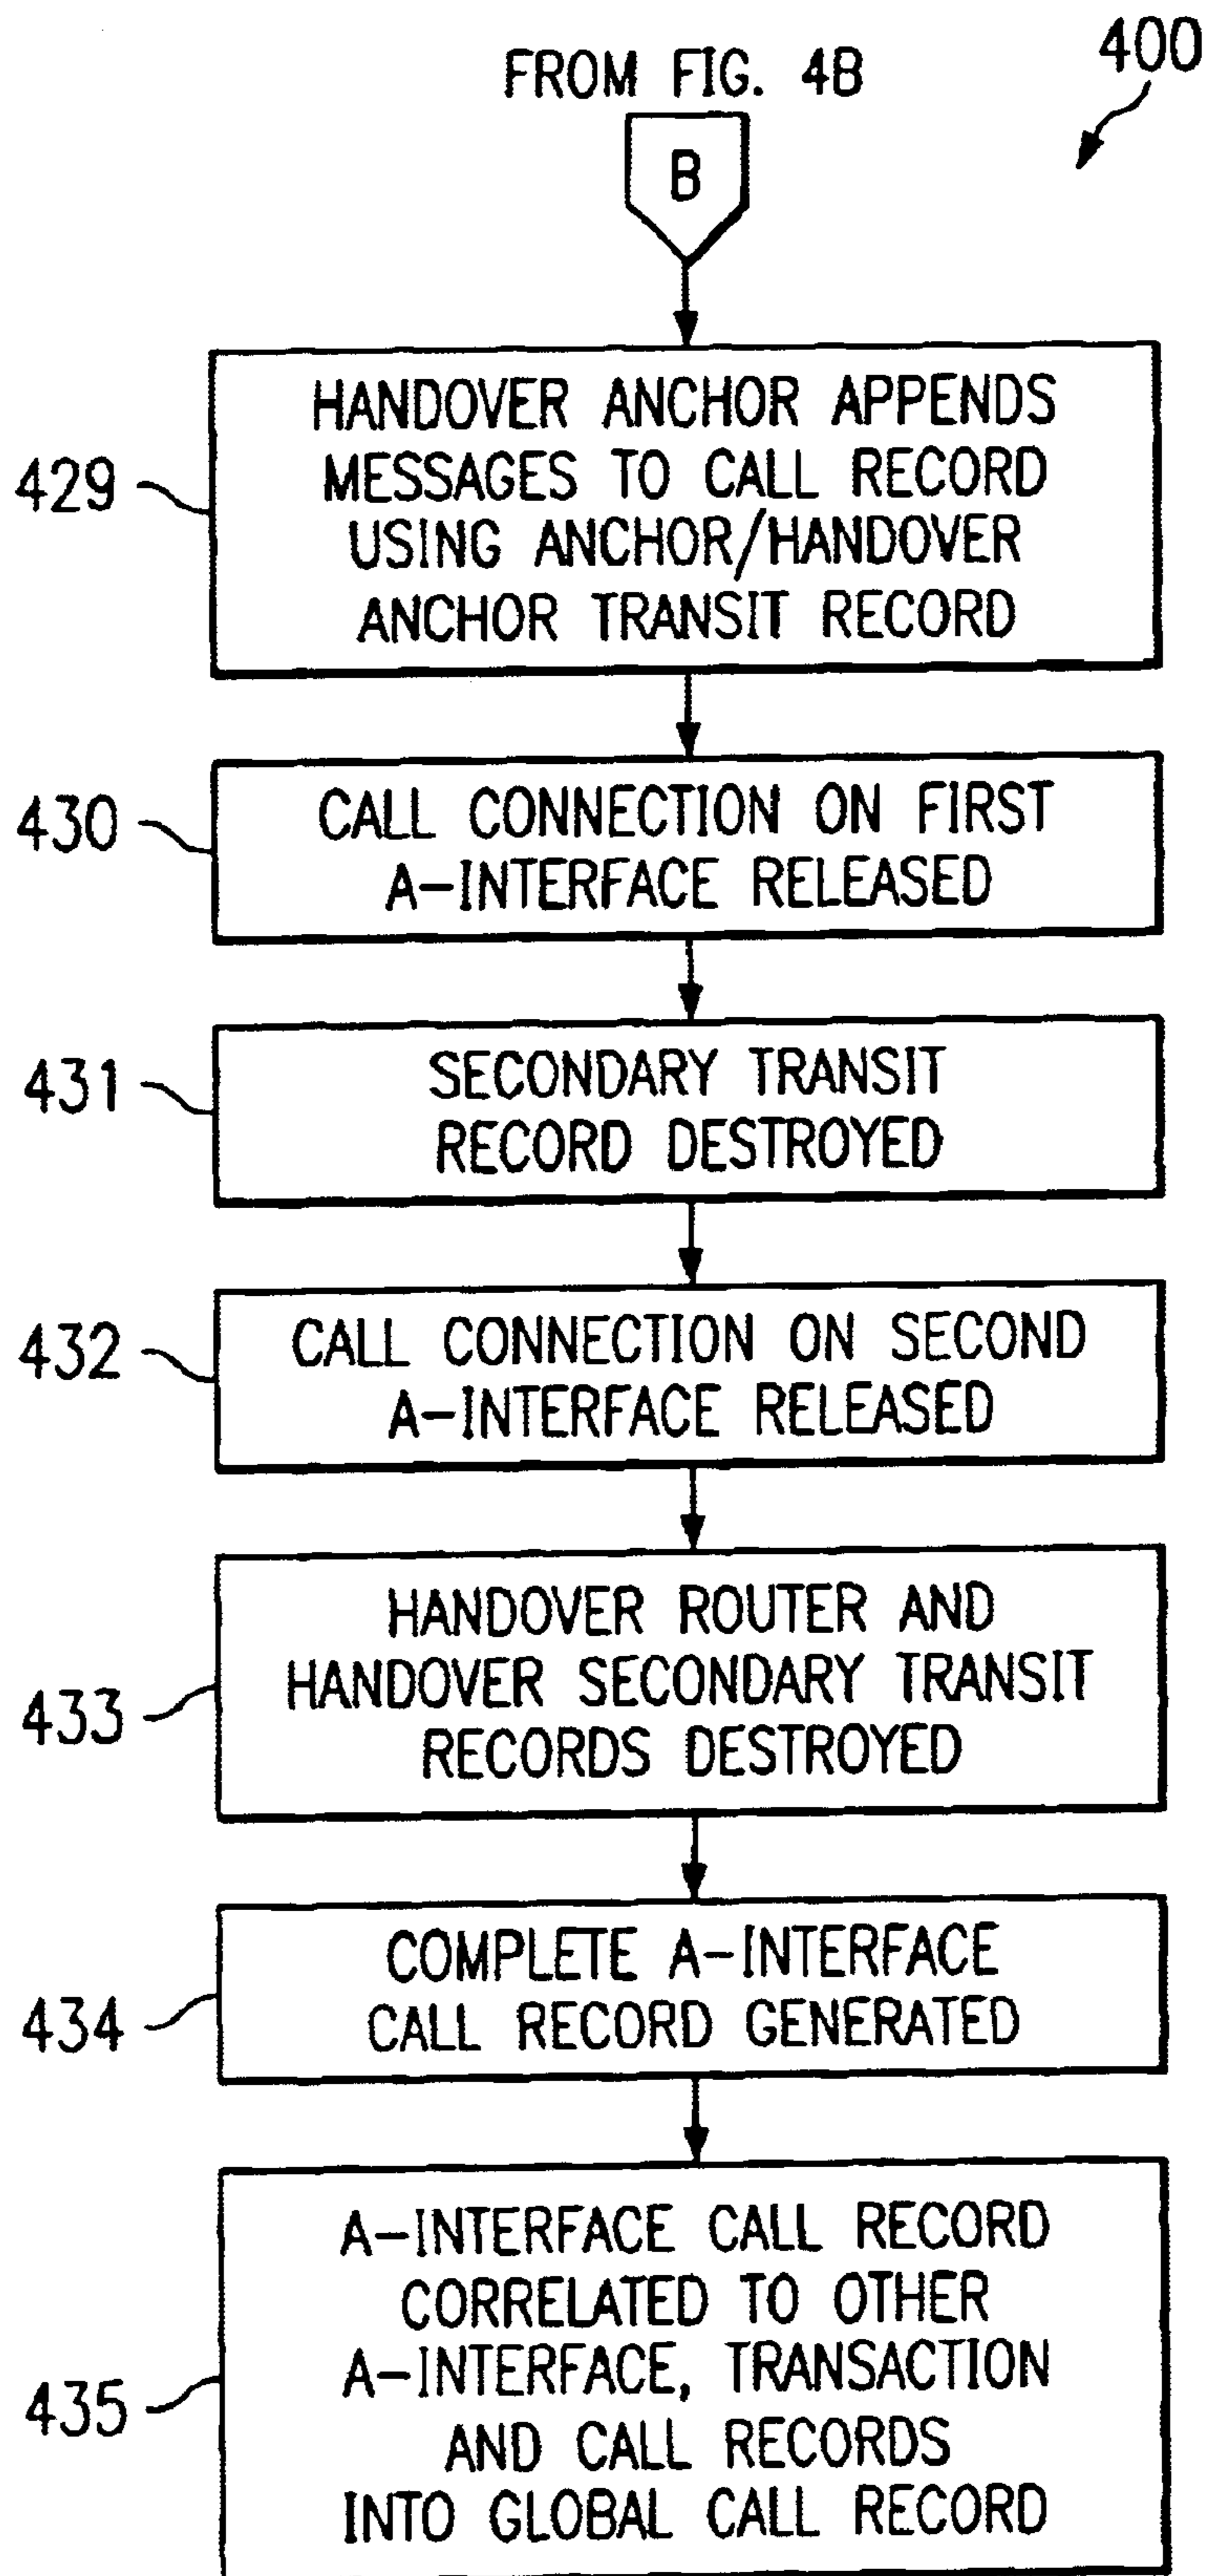 400
FROM FIG. 4B
B
429
HANDOVER ANCHOR APPENDS
MESSAGES TO CALL RECORD
USING ANCHOR/HANDOVER
ANCHOR TRANSIT RECORD
430
CALL CONNECTION ON FIRST
A-INTERFACE RELEASED
431
SECONDARY TRANSIT
RECORD DESTROYED
432
CALL CONNECTION ON SECOND
A-INTERFACE RELEASED
433
HANDOVER ROUTER AND
HANDOVER SECONDARY TRANSIT
RECORDS DESTROYED
434
COMPLETE A-INTERFACE
CALL RECORD GENERATED
435
A-INTERFACE CALL RECORD
CORRELATED TO OTHER
A-INTERFACE, TRANSACTION
AND CALL RECORDS
INTO GLOBAL CALL RECORD